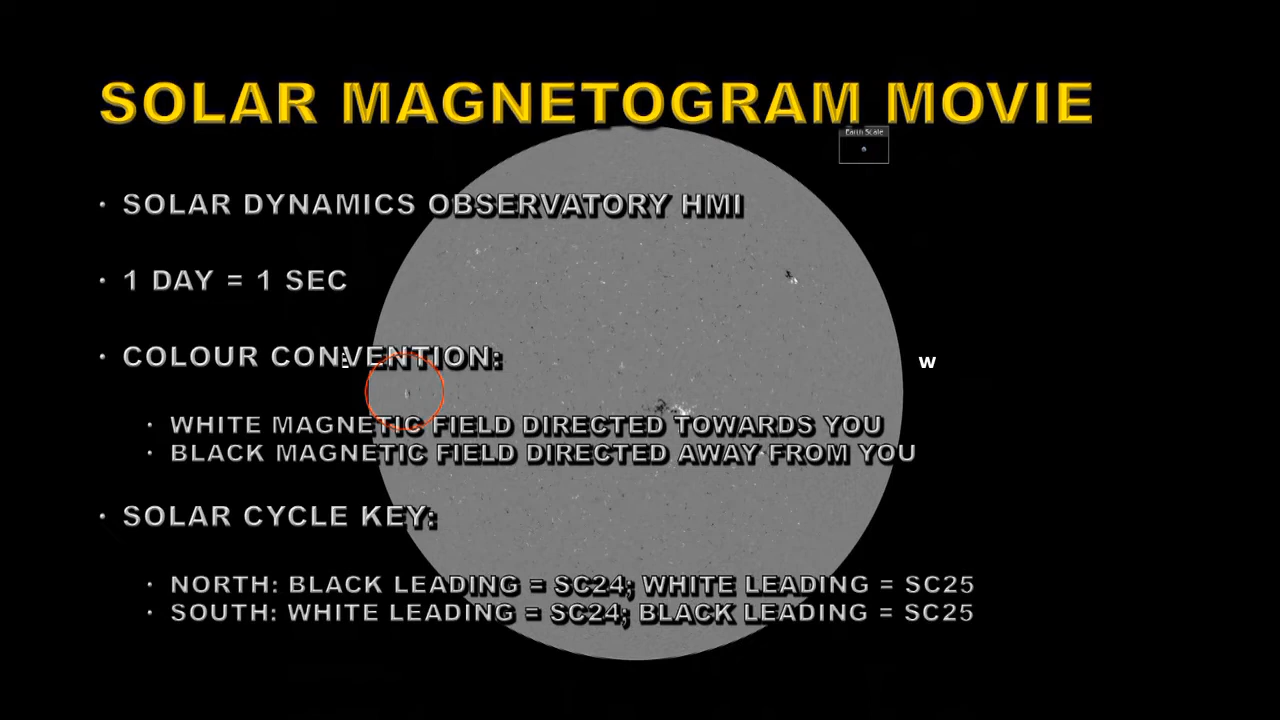 SOLAR MAGNETOGRAM MOVIE
Earth Scale
• SOLAR DYNAMICS OBSERVATORY HMI
• 1 DAY = 1 SEC
• COLOUR CONVENTION:
E
W
• WHITE MAGNETIC FIELD DIRECTED TOWARDS YOU
• BLACK MAGNETIC FIELD DIRECTED AWAY FROM YOU
• SOLAR CYCLE KEY:
• NORTH: BLACK LEADING = SC24; WHITE LEADING = SC25
• SOUTH: WHITE LEADING = SC24; BLACK LEADING = SC25